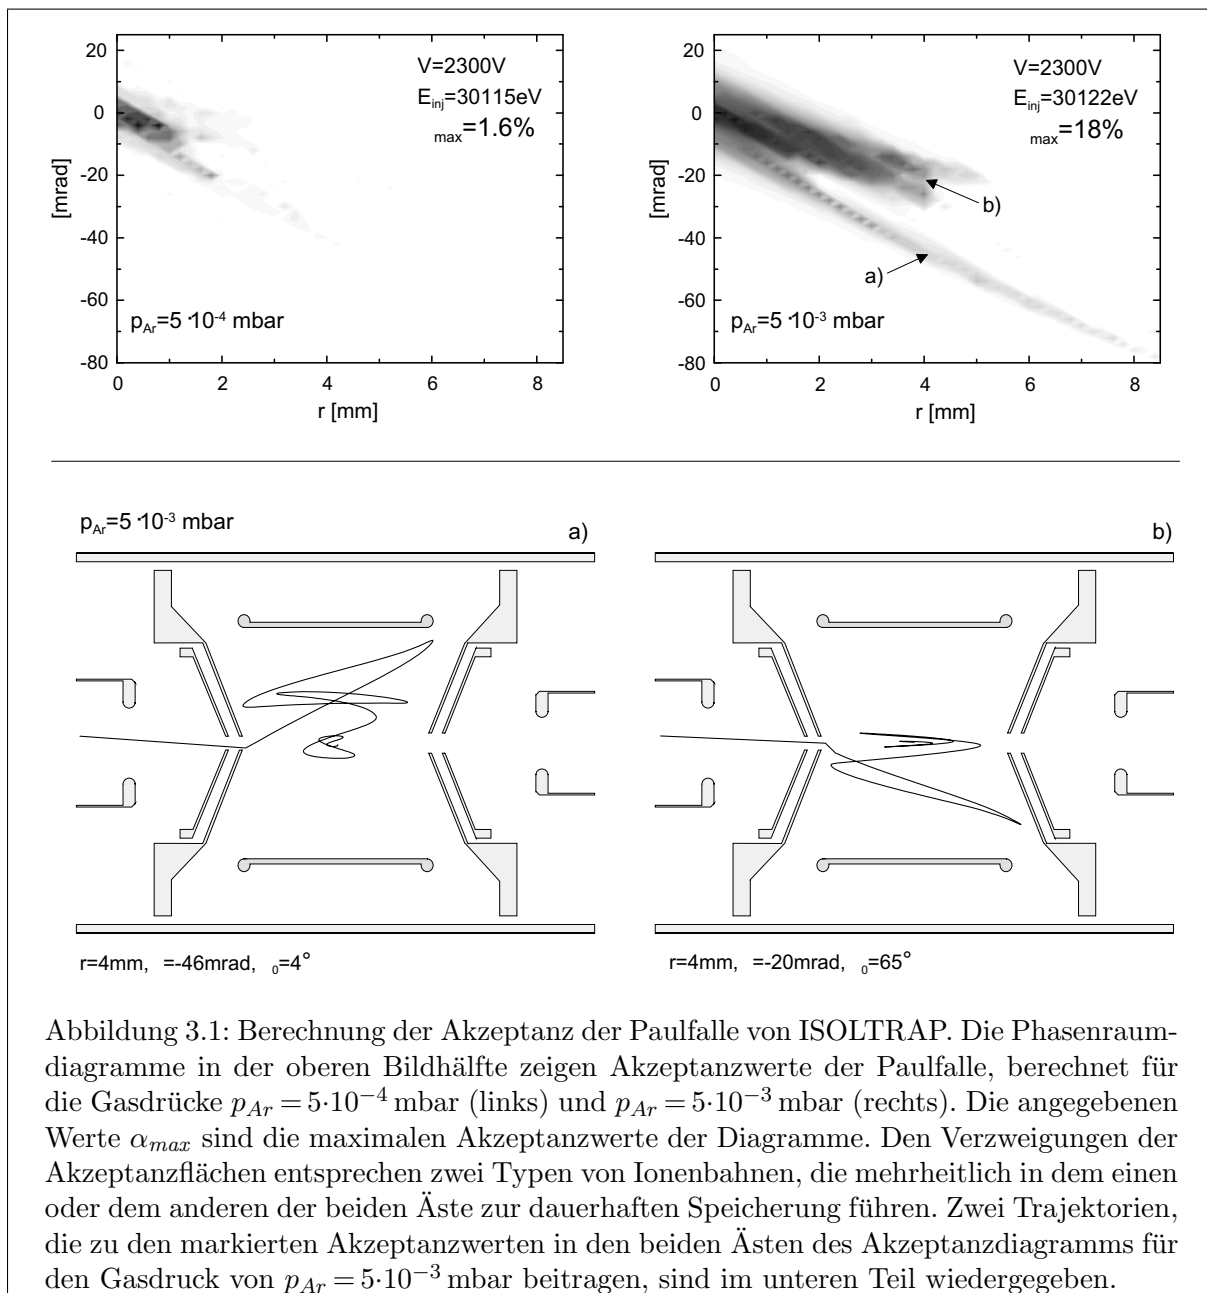 V=2300V
E_inj=30115eV
max=1.6%
20
0
-20
-40
-60
-80
[mrad]
p_Ar=5·10^-4 mbar
0 2 4 6 8
r [mm]
V=2300V
E_inj=30122eV
max=18%
20
0
-20
-40
-60
-80
[mrad]
b)
a)
p_Ar=5·10^-3 mbar
0 2 4 6 8
r [mm]
p_Ar=5·10^-3 mbar
a)
b)
r=4mm, =-46mrad, _0=4°
r=4mm, =-20mrad, _0=65°
Abbildung 3.1: Berechnung der Akzeptanz der Paulfalle von ISOLTRAP. Die Phasenraum-
diagramme in der oberen Bildhälfte zeigen Akzeptanzwerte der Paulfalle, berechnet für
die Gasdrücke p_Ar = 5·10^−4 mbar (links) und p_Ar = 5·10^−3 mbar (rechts). Die angegebenen
Werte α_max sind die maximalen Akzeptanzwerte der Diagramme. Den Verzweigungen der
Akzeptanzflächen entsprechen zwei Typen von Ionenbahnen, die mehrheitlich in dem einen
oder dem anderen der beiden Äste zur dauerhaften Speicherung führen. Zwei Trajektorien,
die zu den markierten Akzeptanzwerten in den beiden Ästen des Akzeptanzdiagramms für
den Gasdruck von p_Ar = 5·10^−3 mbar beitragen, sind im unteren Teil wiedergegeben.